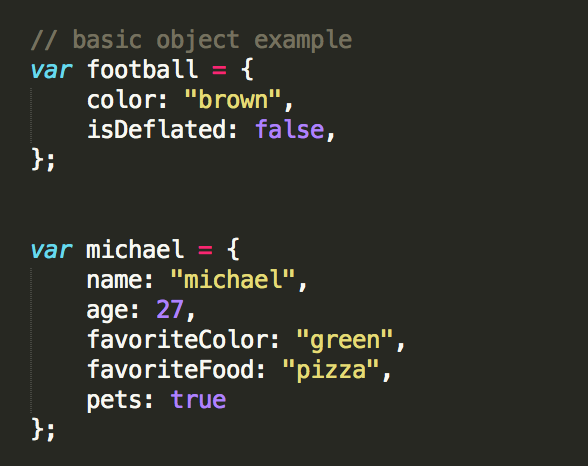 // basic object example
var football = {
    color: "brown",
    isDeflated: false,
};
var michael = {
    name: "michael",
    age: 27,
    favoriteColor: "green",
    favoriteFood: "pizza",
    pets: true
};